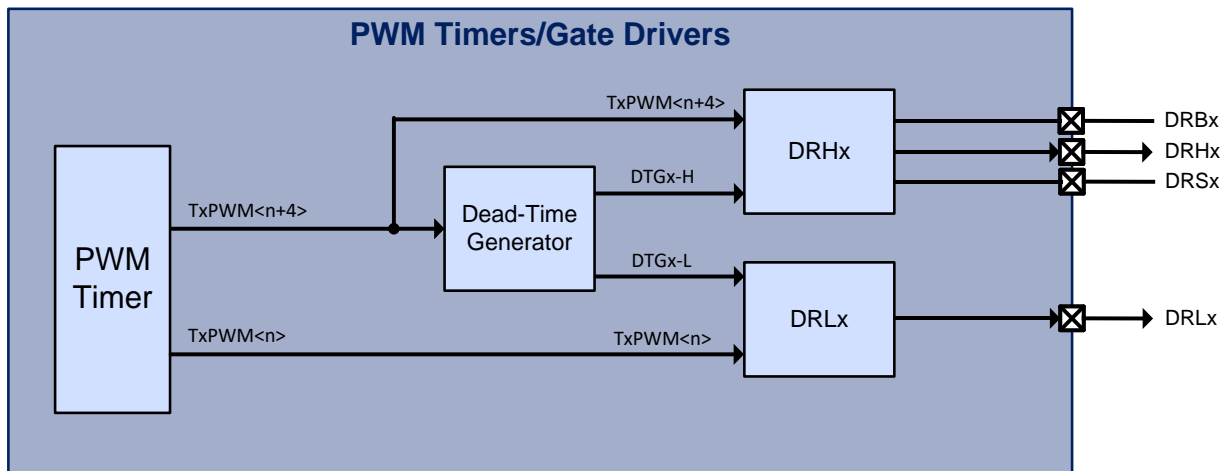 PWM Timers/Gate Drivers
TxPWM<n+4>
DRHx
DRBx
DRHx
DRSx
DTGx-H
TxPWM<n+4>
Dead-Time
Generator
PWM
Timer
DTGx-L
DRLx
DRLx
TxPWM<n>
TxPWM<n>